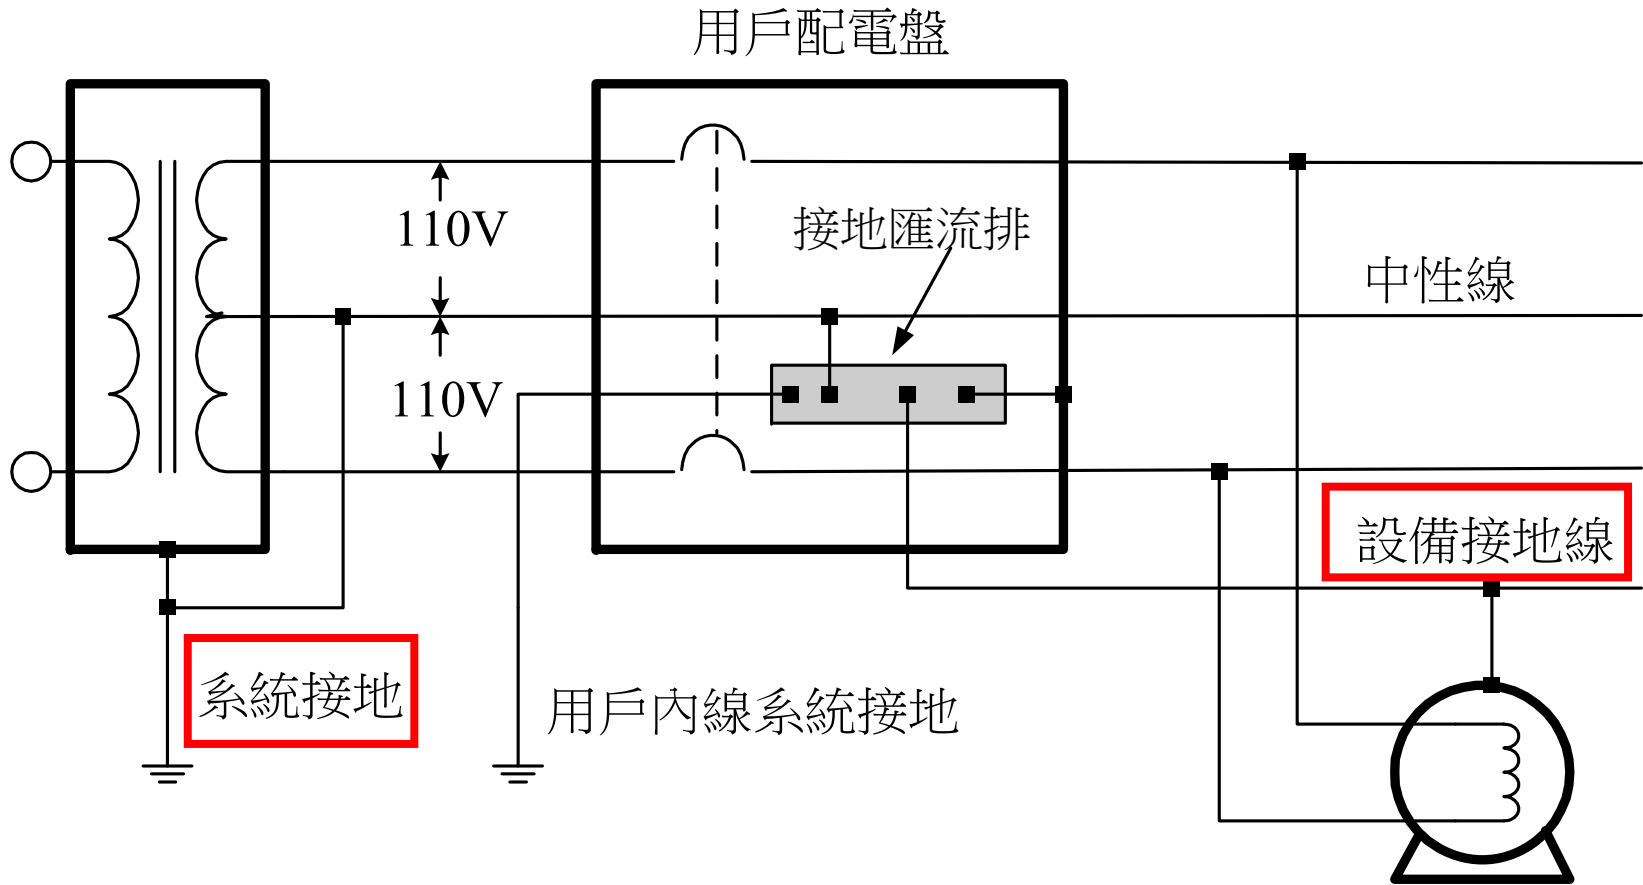 用戶配電盤
110V
接地匯流排
中性線
110V
設備接地線
系統接地
用戶內線系統接地